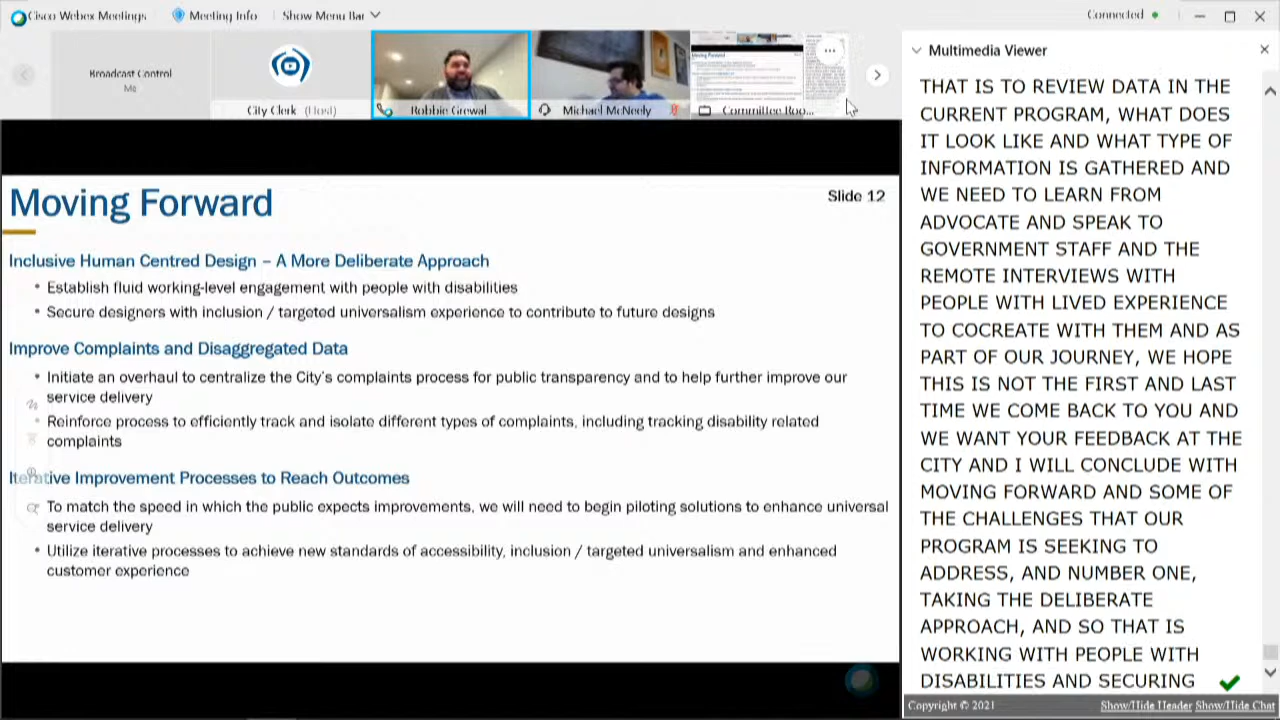 Cisco Webex Meetings
Meeting Info
Show Menu Bar
Connected
Control
City Clerk (Host)
Robbie Grewal
Michael McNeely
Committee Roo...
Moving Forward
Slide 12
Inclusive Human Centred Design – A More Deliberate Approach
• Establish fluid working-level engagement with people with disabilities
• Secure designers with inclusion / targeted universalism experience to contribute to future designs
Improve Complaints and Disaggregated Data
• Initiate an overhaul to centralize the City's complaints process for public transparency and to help further improve our
service delivery
• Reinforce process to efficiently track and isolate different types of complaints, including tracking disability related
complaints
Iterative Improvement Processes to Reach Outcomes
To match the speed in which the public expects improvements, we will need to begin piloting solutions to enhance universal
service delivery
• Utilize iterative processes to achieve new standards of accessibility, inclusion / targeted universalism and enhanced
customer experience
Multimedia Viewer
THAT IS TO REVIEW DATA IN THE
CURRENT PROGRAM, WHAT DOES
IT LOOK LIKE AND WHAT TYPE OF
INFORMATION IS GATHERED AND
WE NEED TO LEARN FROM
ADVOCATE AND SPEAK TO
GOVERNMENT STAFF AND THE
REMOTE INTERVIEWS WITH
PEOPLE WITH LIVED EXPERIENCE
TO COCREATE WITH THEM AND AS
PART OF OUR JOURNEY, WE HOPE
THIS IS NOT THE FIRST AND LAST
TIME WE COME BACK TO YOU AND
WE WANT YOUR FEEDBACK AT THE
CITY AND I WILL CONCLUDE WITH
MOVING FORWARD AND SOME OF
THE CHALLENGES THAT OUR
PROGRAM IS SEEKING TO
ADDRESS, AND NUMBER ONE,
TAKING THE DELIBERATE
APPROACH, AND SO THAT IS
WORKING WITH PEOPLE WITH
DISABILITIES AND SECURING
Copyright © 2021
Show/Hide Header Show/Hide Chat